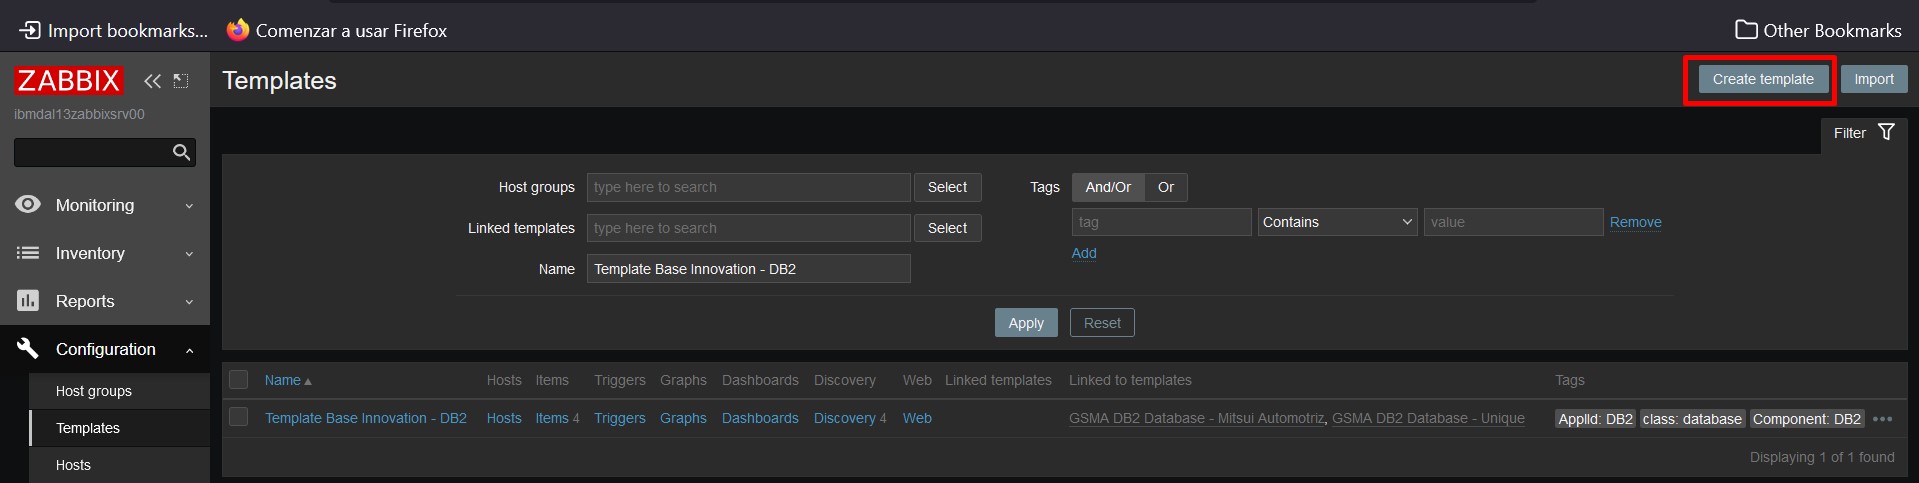 Import bookmarks...
Comenzar a usar Firefox
Other Bookmarks
ZABBIX
ibmdal13zabbixsrv00
Templates
Create template
Import
Filter
Monitoring
Inventory
Reports
Configuration
Host groups
Templates
Hosts
Host groups
type here to search
Select
Linked templates
type here to search
Select
Name
Template Base Innovation - DB2
Tags
And/Or
Or
tag
Contains
value
Remove
Add
Apply
Reset
Name Hosts Items Triggers Graphs Dashboards Discovery Web Linked templates Linked to templates Tags
Template Base Innovation - DB2 Hosts Items 4 Triggers Graphs Dashboards Discovery 4 Web GSMA DB2 Database - Mitsui Automotriz, GSMA DB2 Database - Unique ApplId: DB2 class: database Component: DB2 •••
Displaying 1 of 1 found